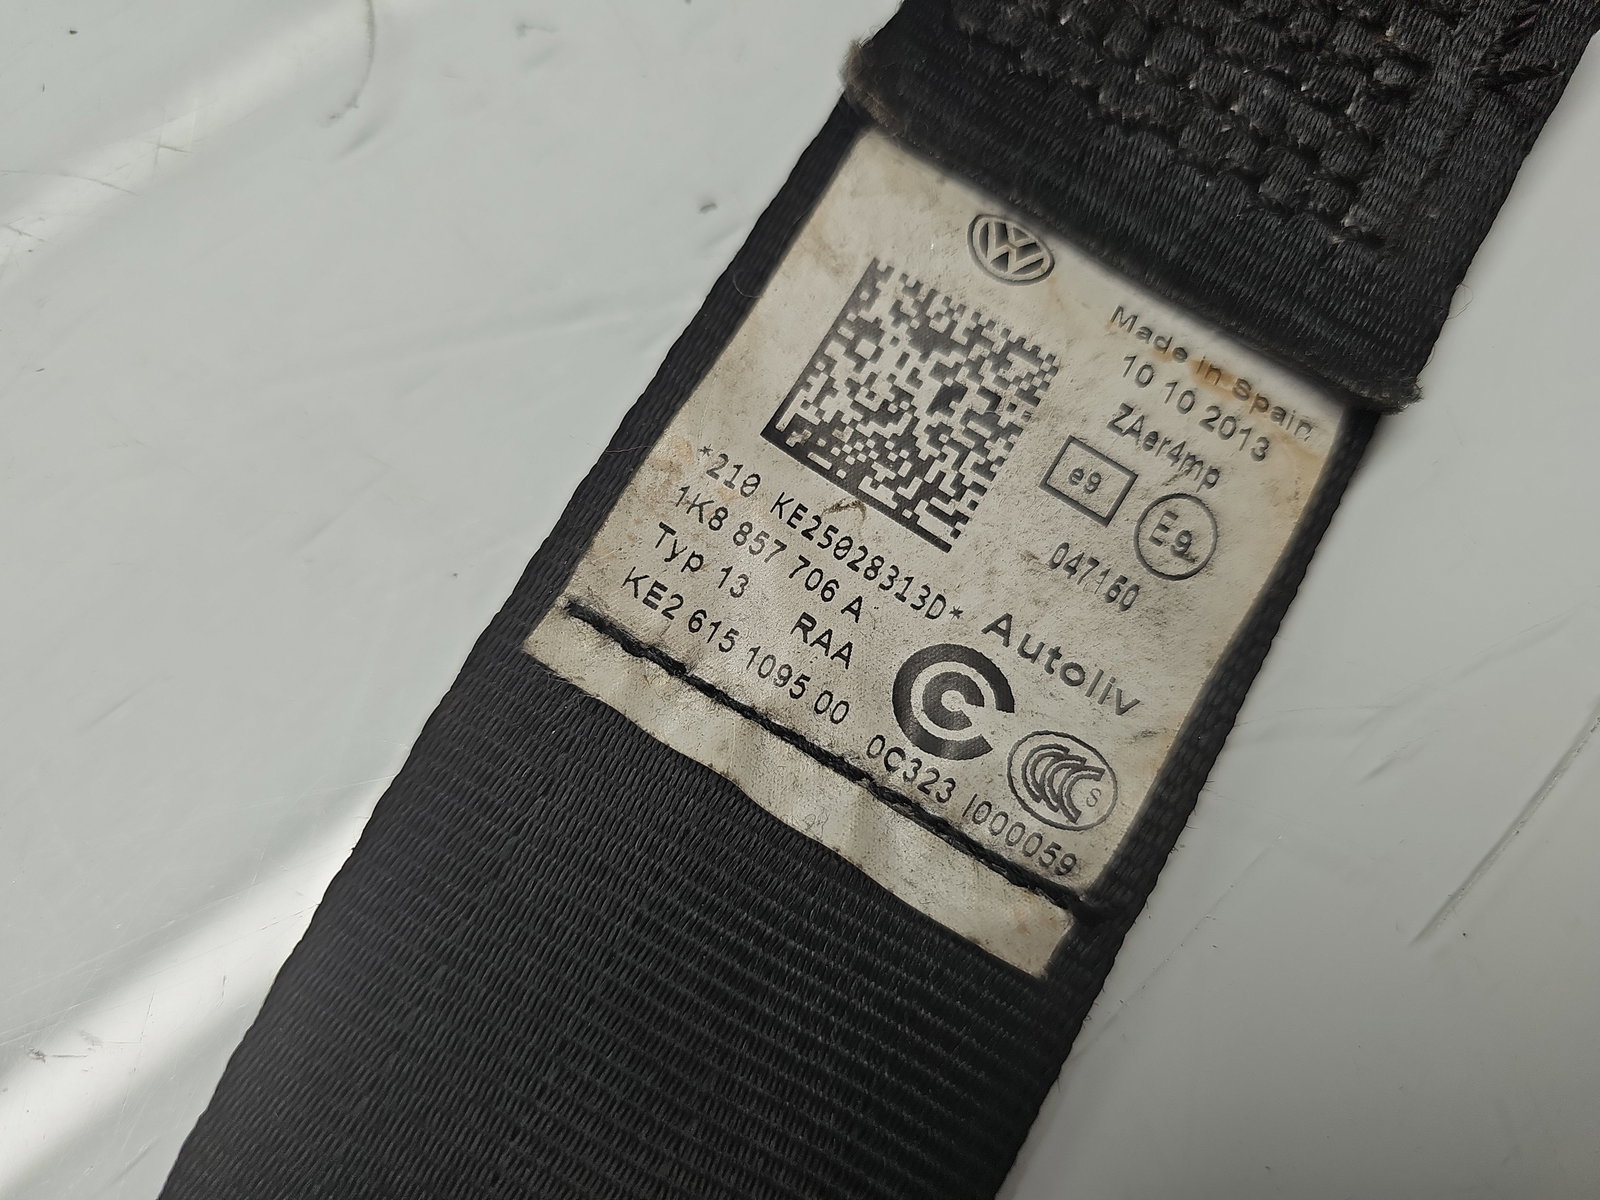 Made in Spain
10 10 2013
ZAer4mp
e9
E9
047160
*210 KE25028313D*
1K8 857 706 A
Typ 13 RAA
KE2 615 1095 00
Autoliv
0C323 I000059
S